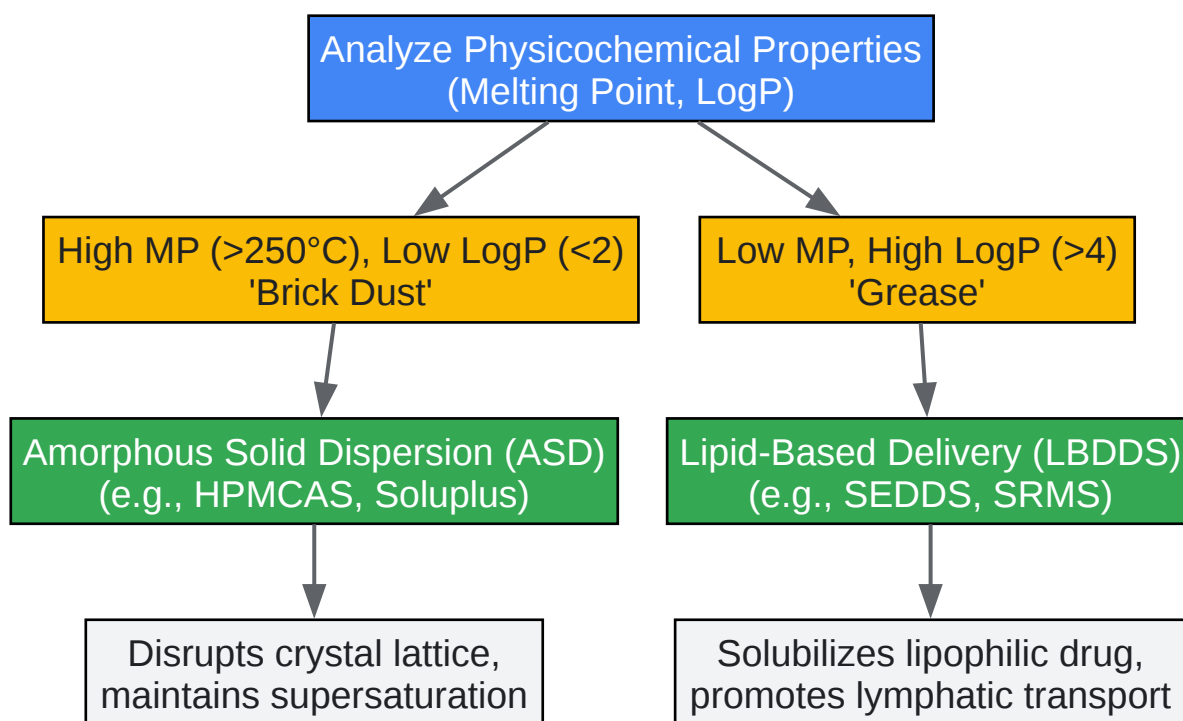 Analyze Physicochemical Properties
(Melting Point, LogP)
High MP (>250°C), Low LogP (<2)
'Brick Dust'
Low MP, High LogP (>4)
'Grease'
Amorphous Solid Dispersion (ASD)
(e.g., HPMCAS, Soluplus)
Lipid-Based Delivery (LBDDS)
(e.g., SEDDS, SRMS)
Disrupts crystal lattice,
maintains supersaturation
Solubilizes lipophilic drug,
promotes lymphatic transport